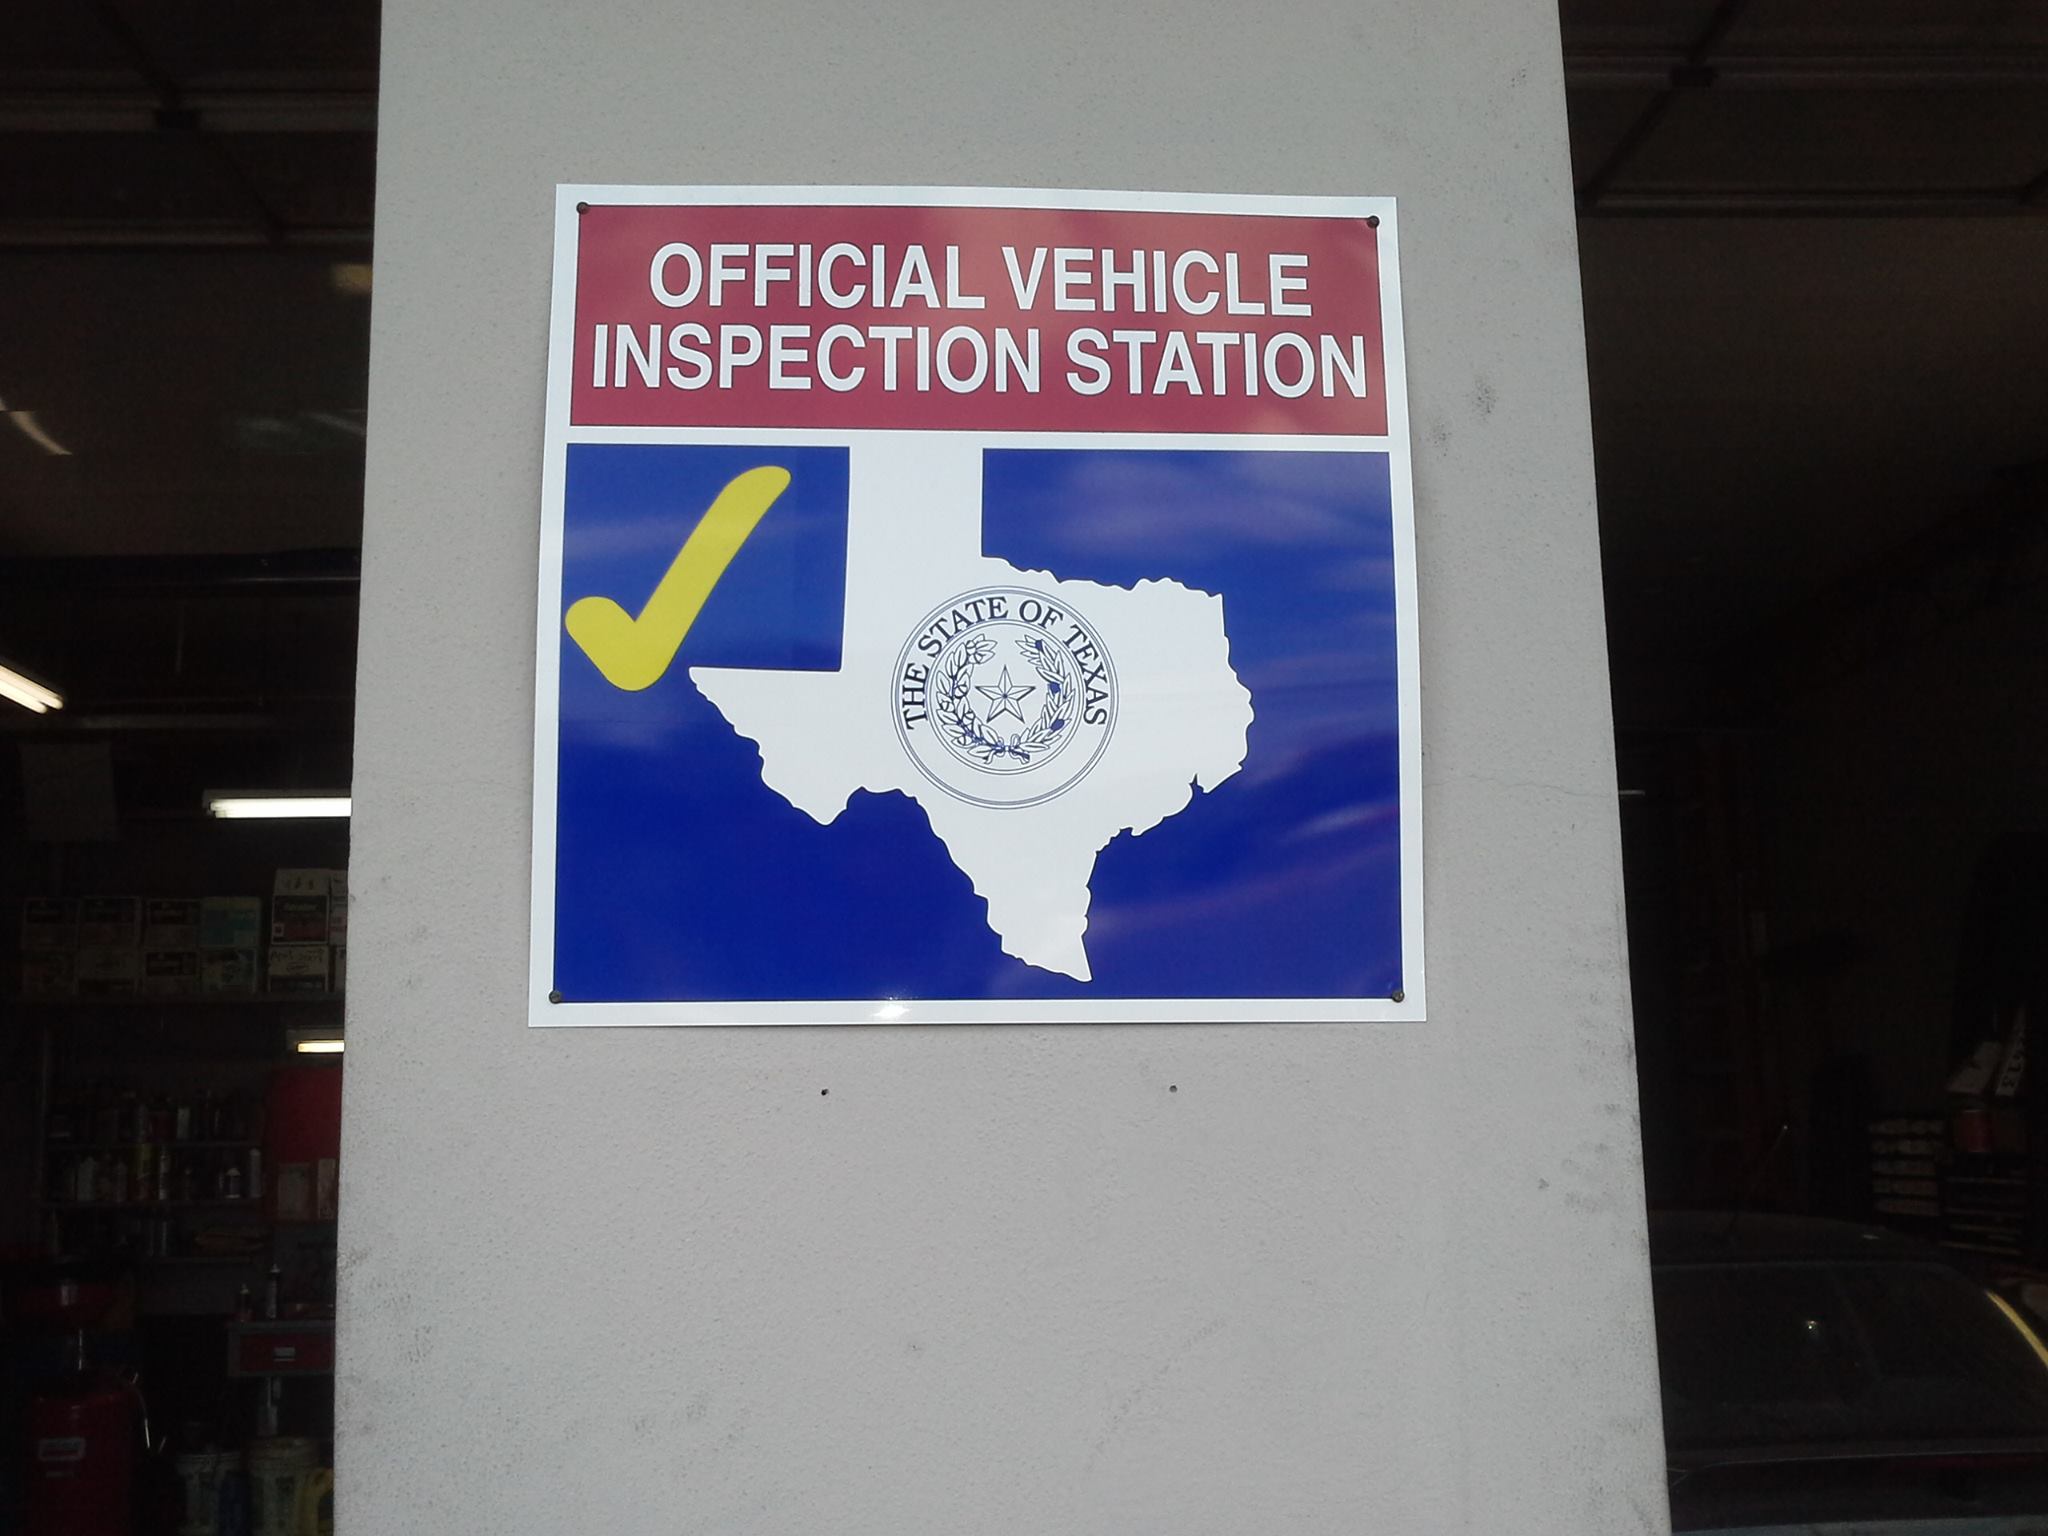 OFFICIAL VEHICLE
INSPECTION STATION
THE STATE OF TEXAS